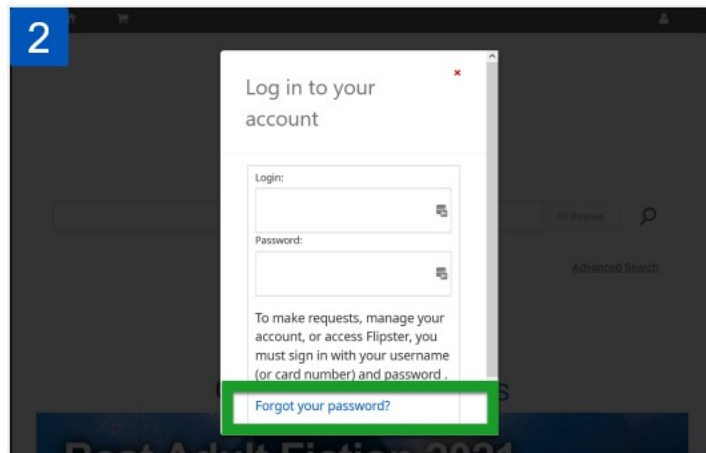 2
Log in to your
account
×
Login:
Password:
All libraries
Advanced Search
To make requests, manage your
account, or access Flipster, you
must sign in with your username
(or card number) and password .
Forgot your password?
Best Adult Fiction 2021